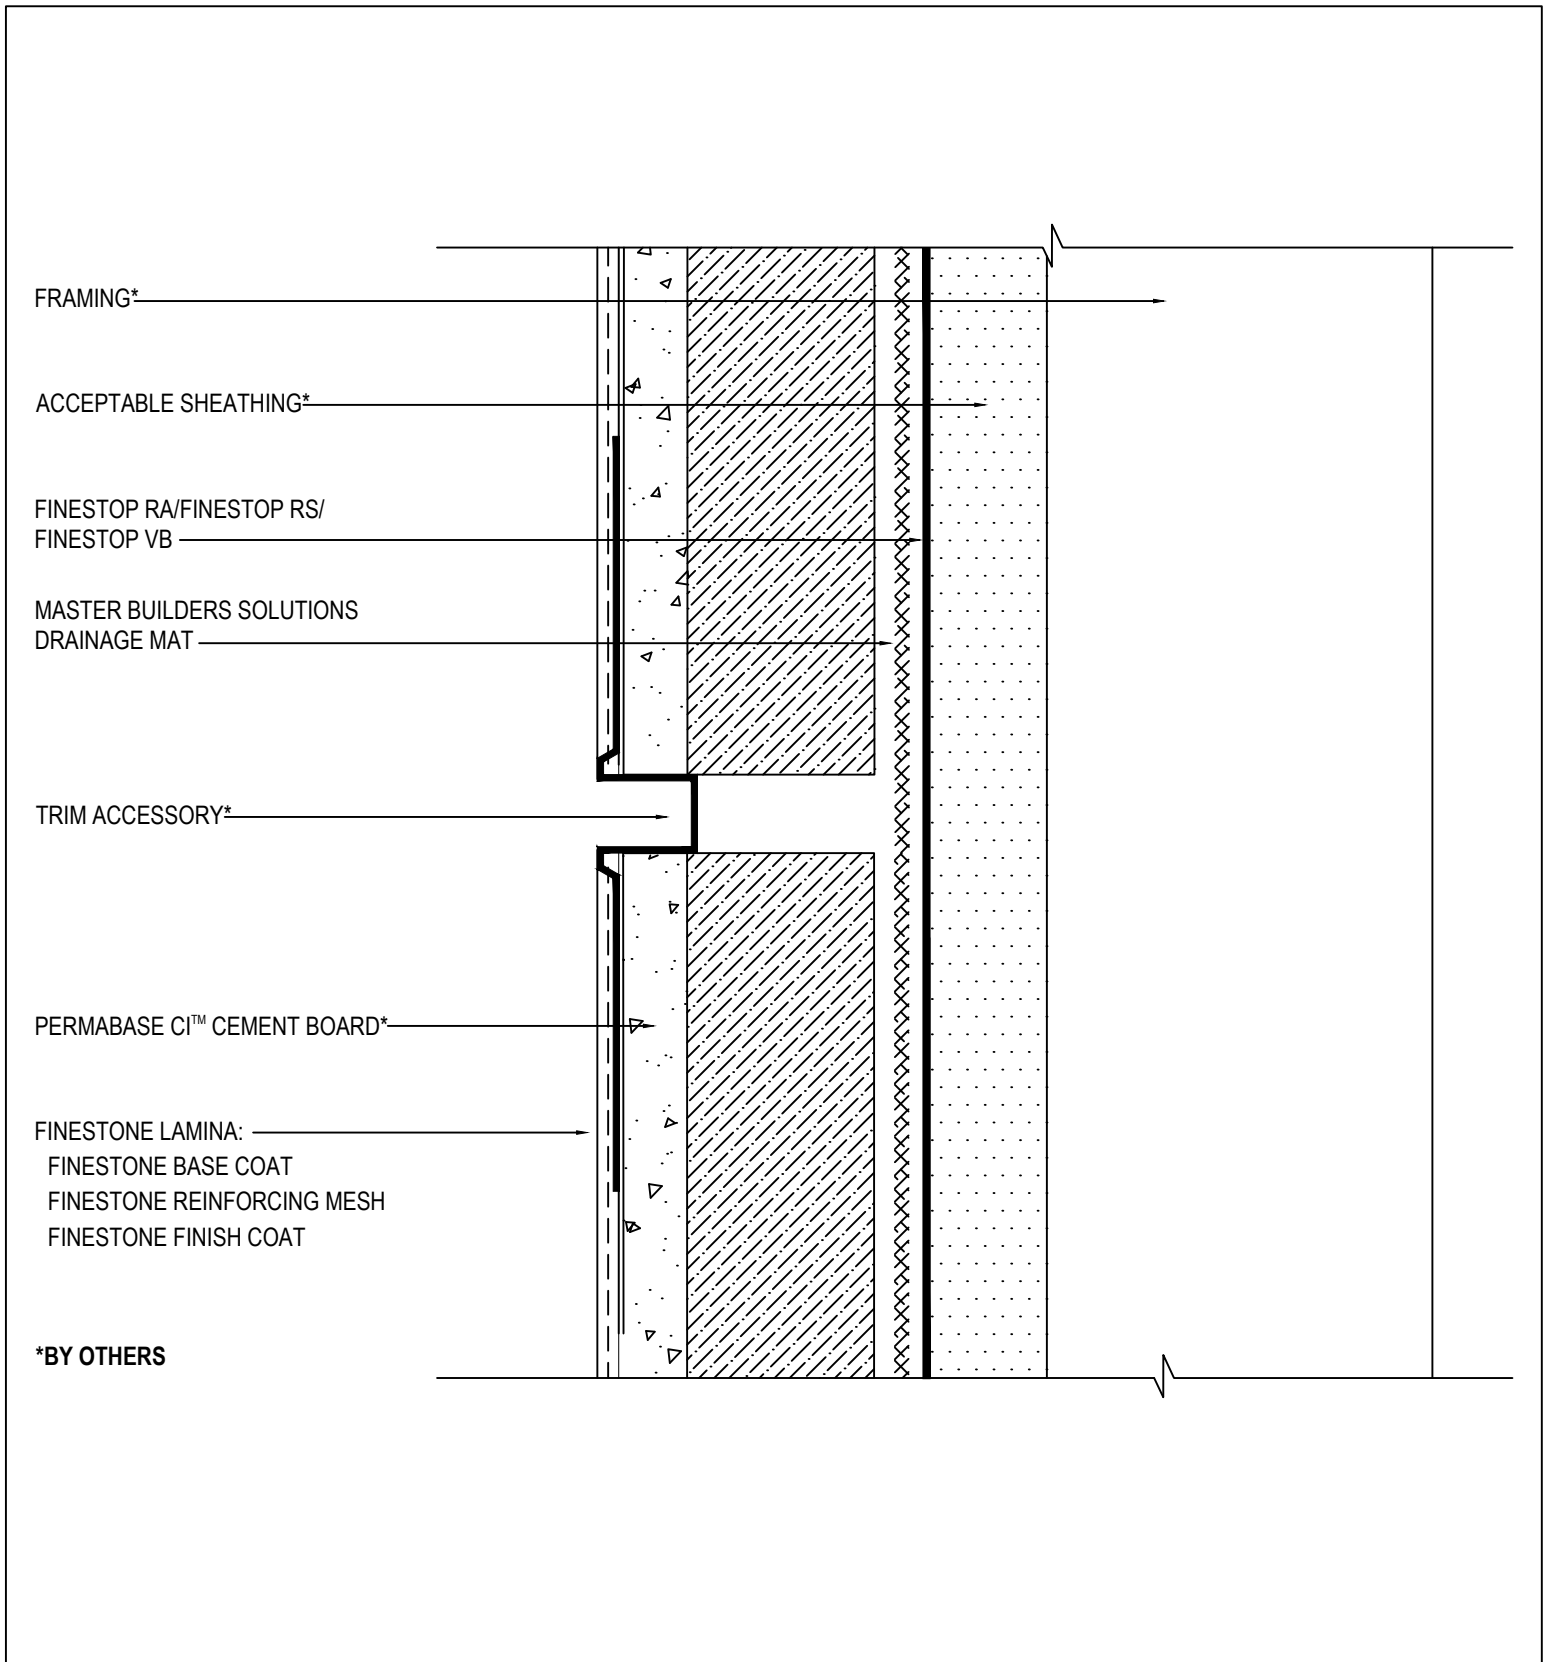 FRAMING*
ACCEPTABLE SHEATHING*
FINESTOP RA/FINESTOP RS/
FINESTOP VB
MASTER BUILDERS SOLUTIONS
DRAINAGE MAT
TRIM ACCESSORY*
PERMABASE CI™ CEMENT BOARD*
FINESTONE LAMINA:
FINESTONE BASE COAT
FINESTONE REINFORCING MESH
FINESTONE FINISH COAT
*BY OTHERS